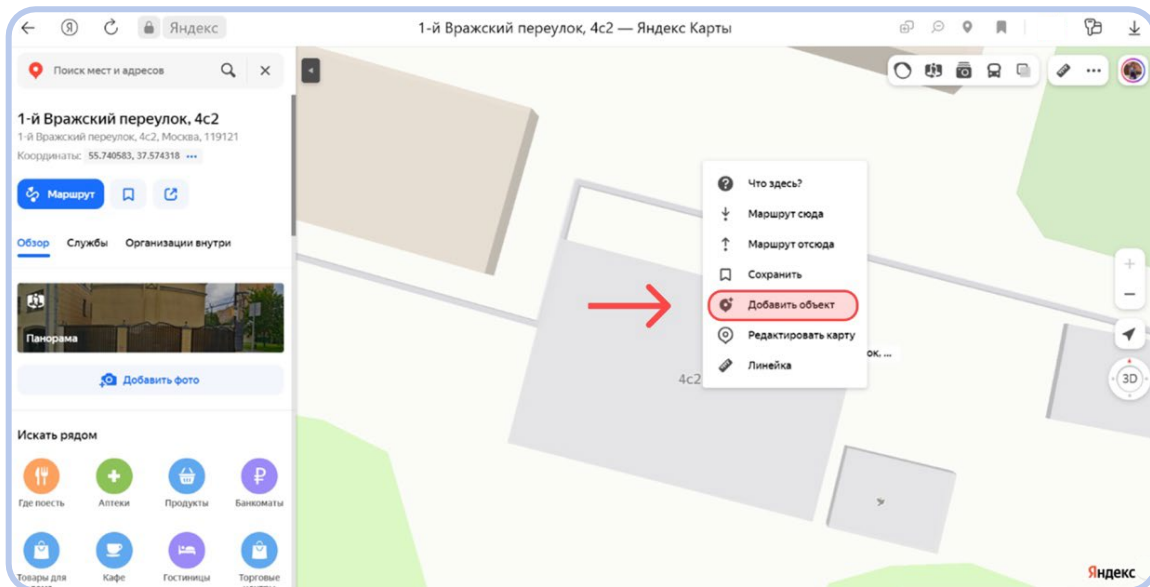 Я
Яндекс
1-й Вражский переулок, 4с2 — Яндекс Карты
Поиск мест и адресов
1-й Вражский переулок, 4с2
1-й Вражский переулок, 4с2, Москва, 119121
Координаты: 55.740583, 37.574318 •••
Маршрут
Обзор Службы Организации внутри
Панорама
Добавить фото
Искать рядом
Где поесть Аптеки Продукты Банкоматы
Товары для Кафе Гостиницы Торговые
Что здесь?
Маршрут сюда
Маршрут отсюда
Сохранить
Добавить объект
Редактировать карту
Линейка
ок, ...
4с2
3D
Яндекс